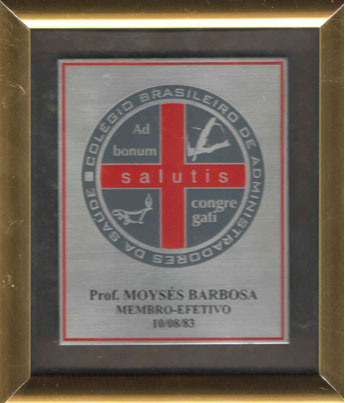 COLÉGIO BRASILEIRO DE ADMINISTRADORES DA SAÚDE
Ad
bonum
salutis
congre
gati
Prof. MOYSÉS BARBOSA
MEMBRO-EFETIVO
10/08/83